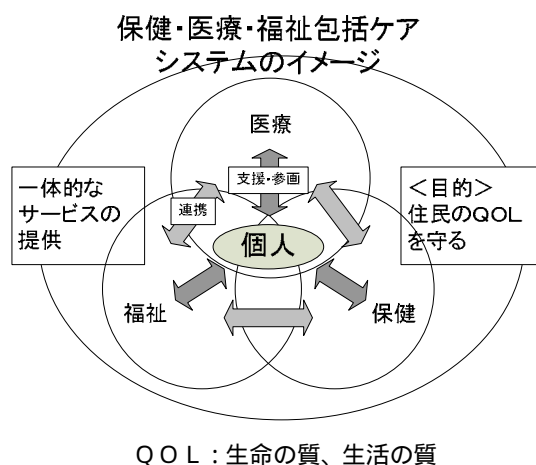 保健・医療・福祉包括ケア
システムのイメージ
医療
一体的な
サービスの
提供
支援・参画
＜目的＞
住民のＱＯＬ
を守る
連携
個人
福祉
保健
ＱＯＬ：生命の質、生活の質